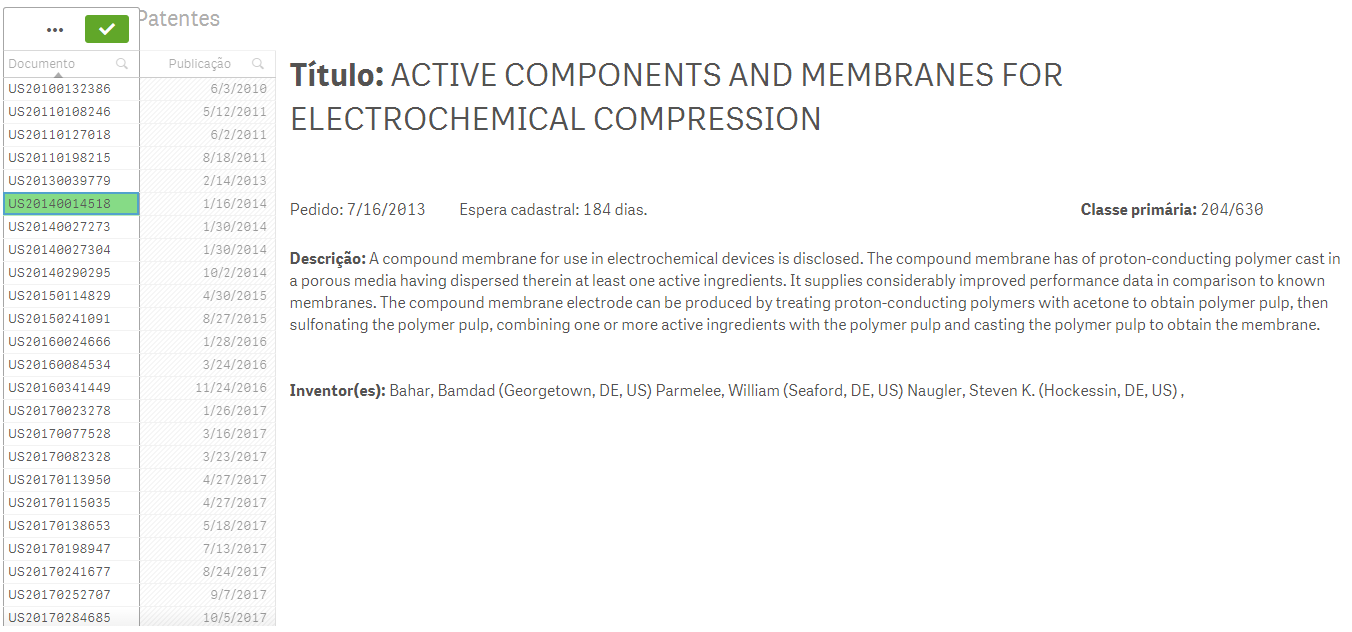 Patentes
Documento Publicação
US20100132386 6/3/2010
US20110108246 5/12/2011
US20110127018 6/2/2011
US20110198215 8/18/2011
US20130039779 2/14/2013
US20140014518 1/16/2014
US20140027273 1/30/2014
US20140027304 1/30/2014
US20140290295 10/2/2014
US20150114829 4/30/2015
US20150241091 8/27/2015
US20160024666 1/28/2016
US20160084534 3/24/2016
US20160341449 11/24/2016
US20170023278 1/26/2017
US20170077528 3/16/2017
US20170082328 3/23/2017
US20170113950 4/27/2017
US20170115035 4/27/2017
US20170138653 5/18/2017
US20170198947 7/13/2017
US20170241677 8/24/2017
US20170252707 9/7/2017
US20170284685 10/5/2017
Título: ACTIVE COMPONENTS AND MEMBRANES FOR
ELECTROCHEMICAL COMPRESSION
Pedido: 7/16/2013 Espera cadastral: 184 dias. Classe primária: 204/630
Descrição: A compound membrane for use in electrochemical devices is disclosed. The compound membrane has of proton-conducting polymer cast in
a porous media having dispersed therein at least one active ingredients. It supplies considerably improved performance data in comparison to known
membranes. The compound membrane electrode can be produced by treating proton-conducting polymers with acetone to obtain polymer pulp, then
sulfonating the polymer pulp, combining one or more active ingredients with the polymer pulp and casting the polymer pulp to obtain the membrane.
Inventor(es): Bahar, Bamdad (Georgetown, DE, US) Parmelee, William (Seaford, DE, US) Naugler, Steven K. (Hockessin, DE, US) ,